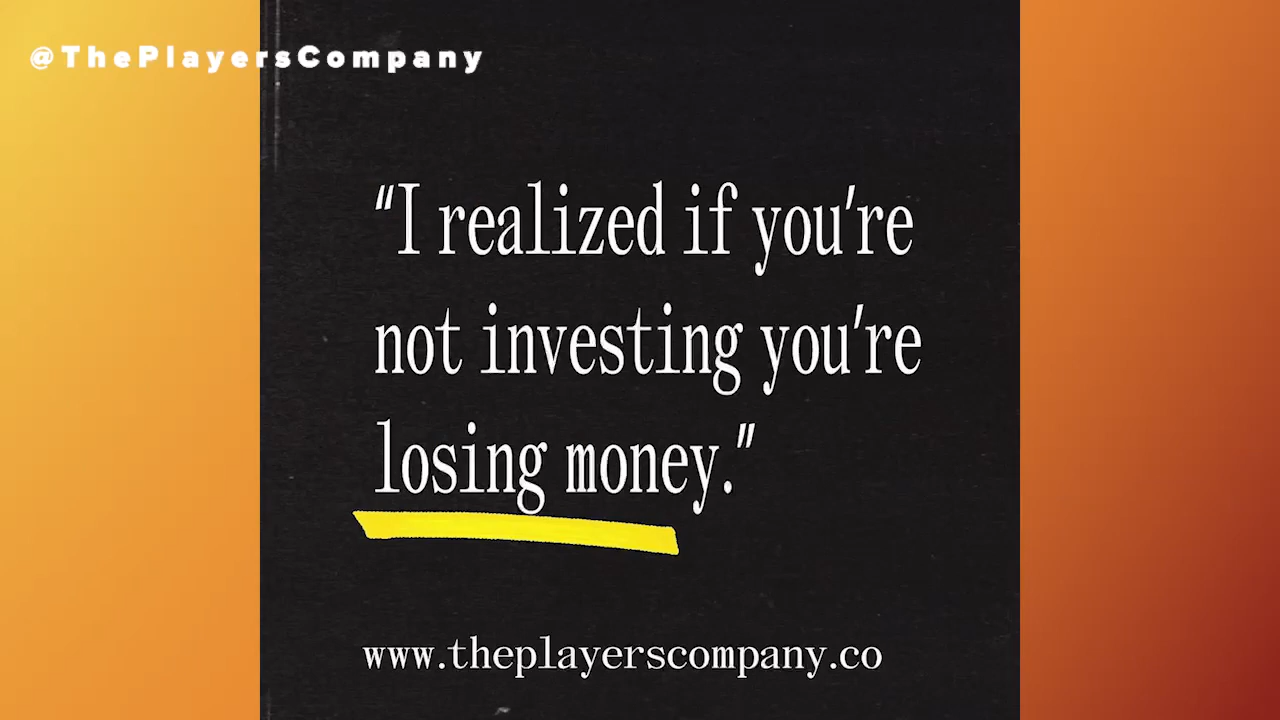 @ThePlayersCompany
"I realized if you're
not investing you're
losing money."
www.theplayerscompany.co